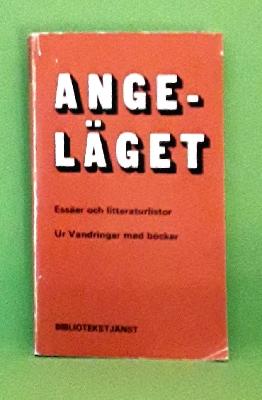 ANGE-
LÄGET
Essäer och litteraturlistor
Ur Vandringar med böcker
BIBLIOTEKSTJÄNST